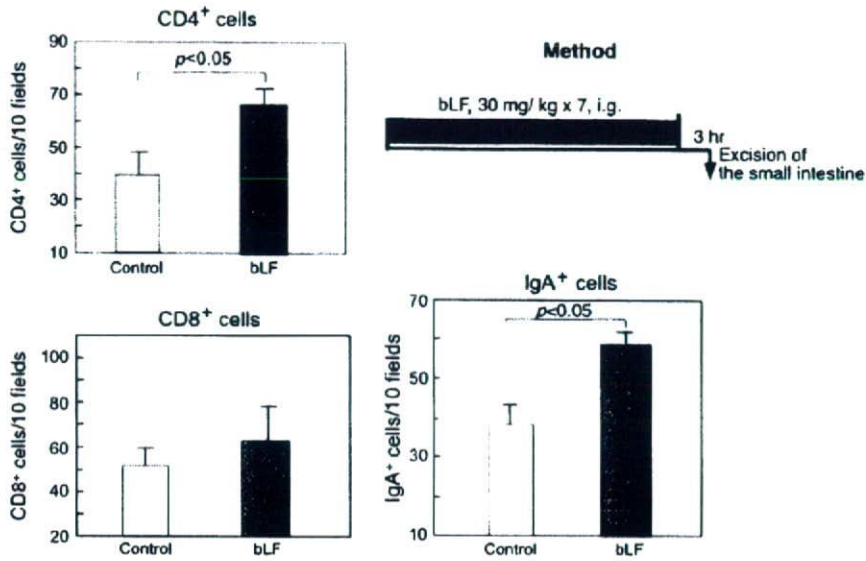 CD4+ cells
CD4+ cells/10 fields
90
70
50
30
10
p<0.05
Control
bLF
Method
bLF, 30 mg/ kg x 7, i.g.
3 hr
Excision of
the small intestine
CD8+ cells
CD8+ cells/10 fields
100
80
60
40
20
Control
bLF
IgA+ cells
IgA+ cells/10 fields
70
50
30
10
p<0.05
Control
bLF